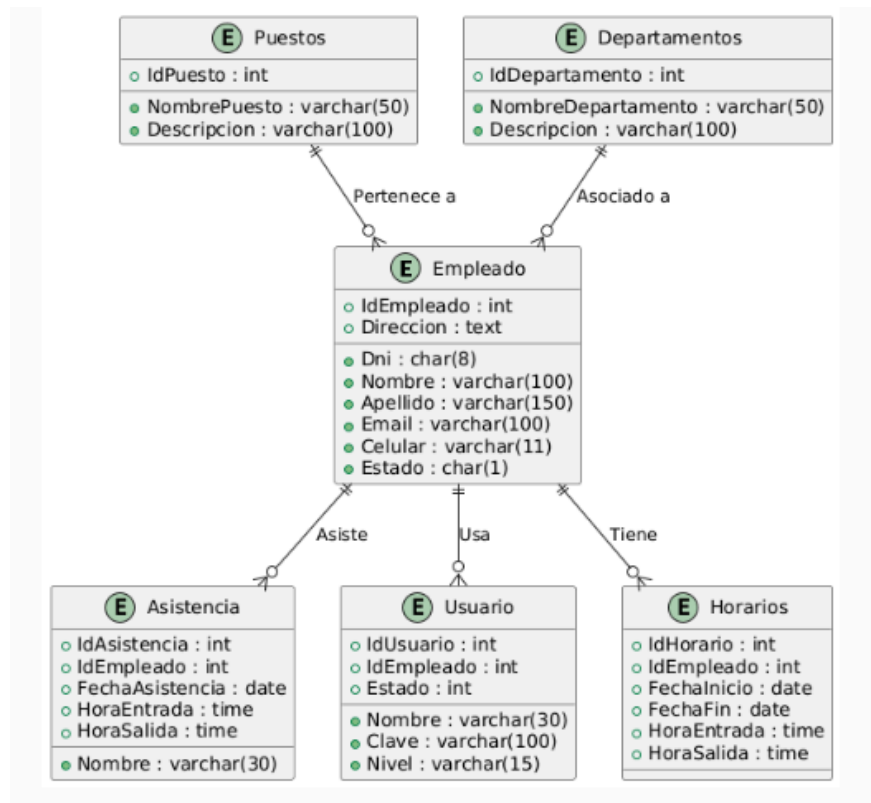 E Puestos
IdPuesto : int
NombrePuesto : varchar(50)
Descripcion : varchar(100)
E Departamentos
IdDepartamento : int
NombreDepartamento : varchar(50)
Descripcion : varchar(100)
Pertenece a
Asociado a
E Empleado
IdEmpleado : int
Direccion : text
Dni : char(8)
Nombre : varchar(100)
Apellido : varchar(150)
Email : varchar(100)
Celular : varchar(11)
Estado : char(1)
Asiste
Usa
Tiene
E Asistencia
IdAsistencia : int
IdEmpleado : int
FechaAsistencia : date
HoraEntrada : time
HoraSalida : time
Nombre : varchar(30)
E Usuario
IdUsuario : int
IdEmpleado : int
Estado : int
Nombre : varchar(30)
Clave : varchar(100)
Nivel : varchar(15)
E Horarios
IdHorario : int
IdEmpleado : int
FechaInicio : date
FechaFin : date
HoraEntrada : time
HoraSalida : time